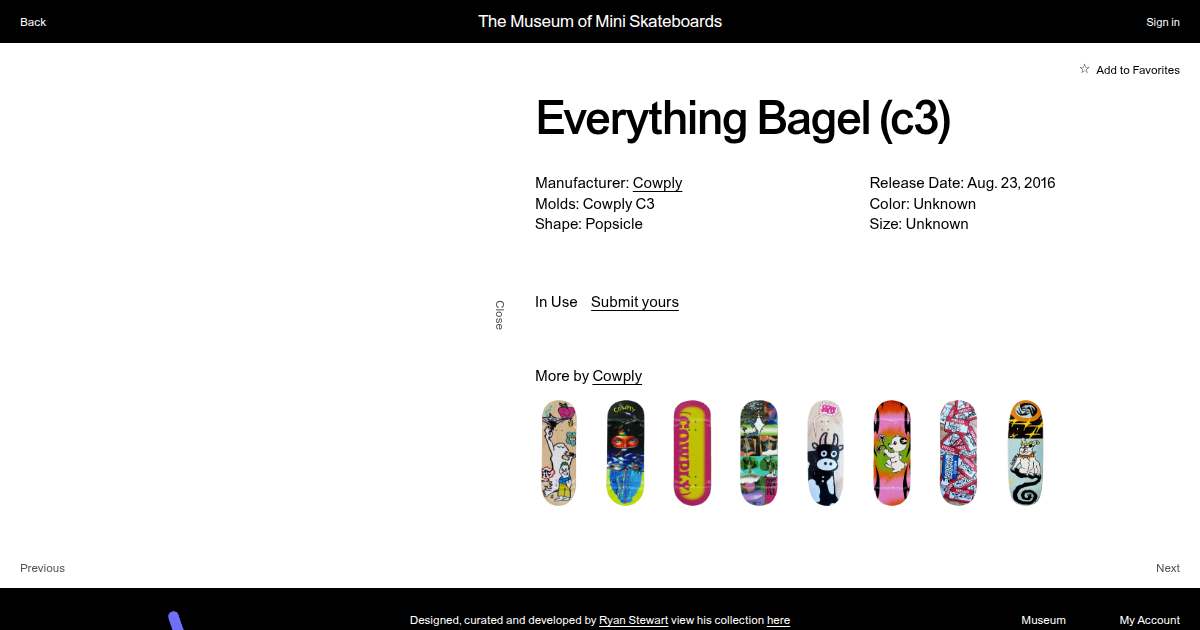 Back
The Museum of Mini Skateboards
Sign in
☆ Add to Favorites
Everything Bagel (c3)
Manufacturer: Cowply
Molds: Cowply C3
Shape: Popsicle
Release Date: Aug. 23, 2016
Color: Unknown
Size: Unknown
Close
In Use Submit yours
More by Cowply
COWPLY
COWPLY
Previous
Next
Designed, curated and developed by Ryan Stewart view his collection here
Museum
My Account